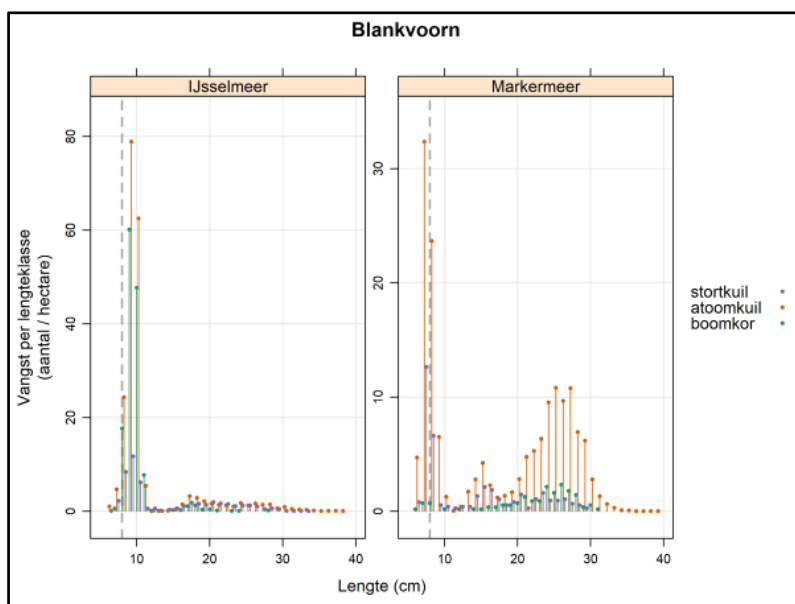 Blankvoorn
IJsselmeer
Markermeer
80
60
40
20
0
30
20
10
0
10
20
30
40
10
20
30
40
Vangst per lengteklasse
(aantal / hectare)
Lengte (cm)
stortkuil
atoomkuil
boomkor